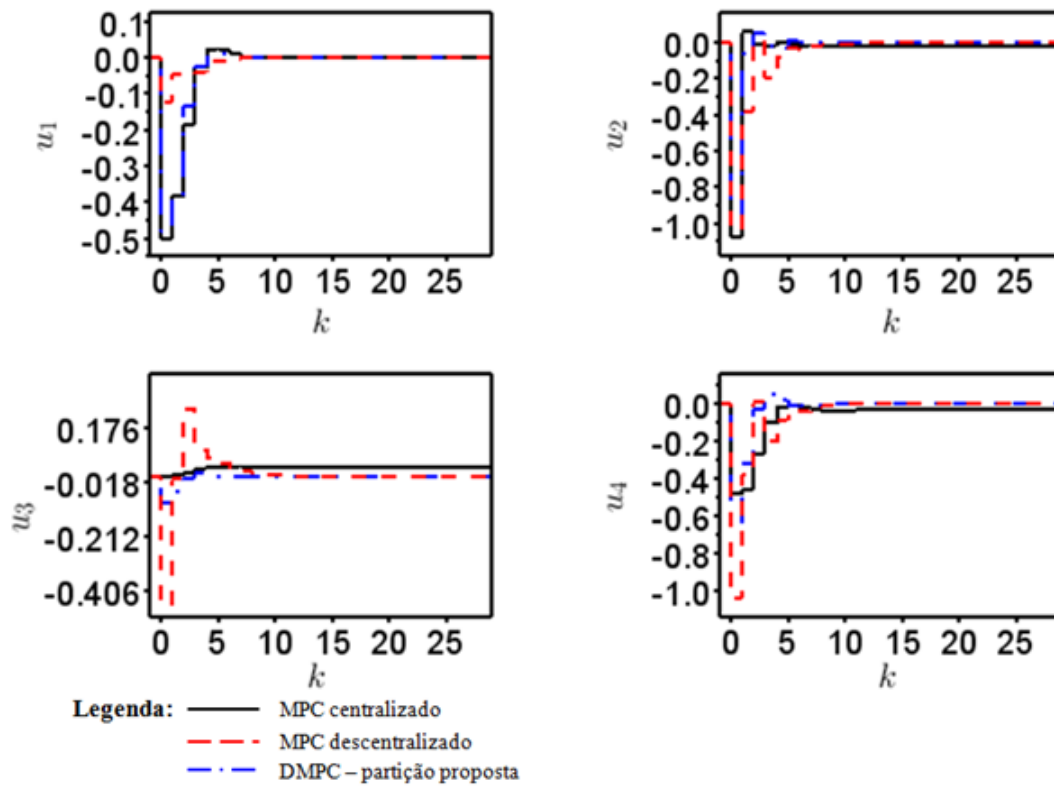 0.1
0.0
-0.1
-0.2
-0.3
-0.4
-0.5
u1
0 5 10 15 20 25
k
0.0
-0.2
-0.4
-0.6
-0.8
-1.0
u2
0 5 10 15 20 25
k
0.176
-0.018
-0.212
-0.406
u3
0 5 10 15 20 25
k
0.0
-0.2
-0.4
-0.6
-0.8
-1.0
u4
0 5 10 15 20 25
k
Legenda: MPC centralizado
MPC descentralizado
DMPC – partição proposta